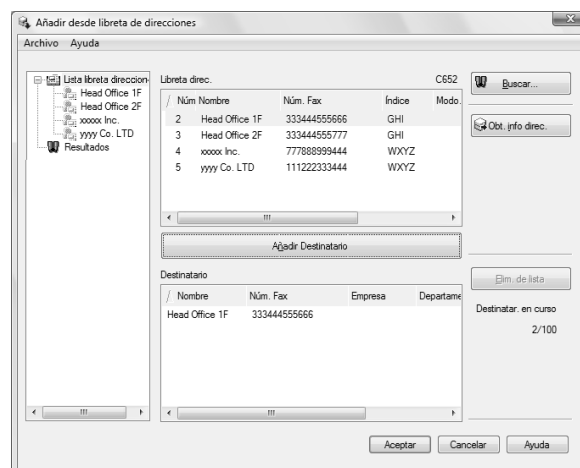 Añadir desde libreta de direcciones
Archivo Ayuda
Lista libreta direccion
Head Office 1F
Head Office 2F
xxxxx Inc.
yyyy Co. LTD
Resultados
Libreta direc. C652
Núm Nombre Núm. Fax Índice Modo.
2 Head Office 1F 333444555666 GHI
3 Head Office 2F 333444555777 GHI
4 xxxxx Inc. 777888999444 WXYZ
5 yyyy Co. LTD 111222333444 WXYZ
Añadir Destinatario
Destinatario
Nombre Núm. Fax Empresa Departame
Head Office 1F 333444555666
Buscar...
Obt. info direc.
Elim. de lista
Destinatar. en curso
2/100
Aceptar Cancelar Ayuda